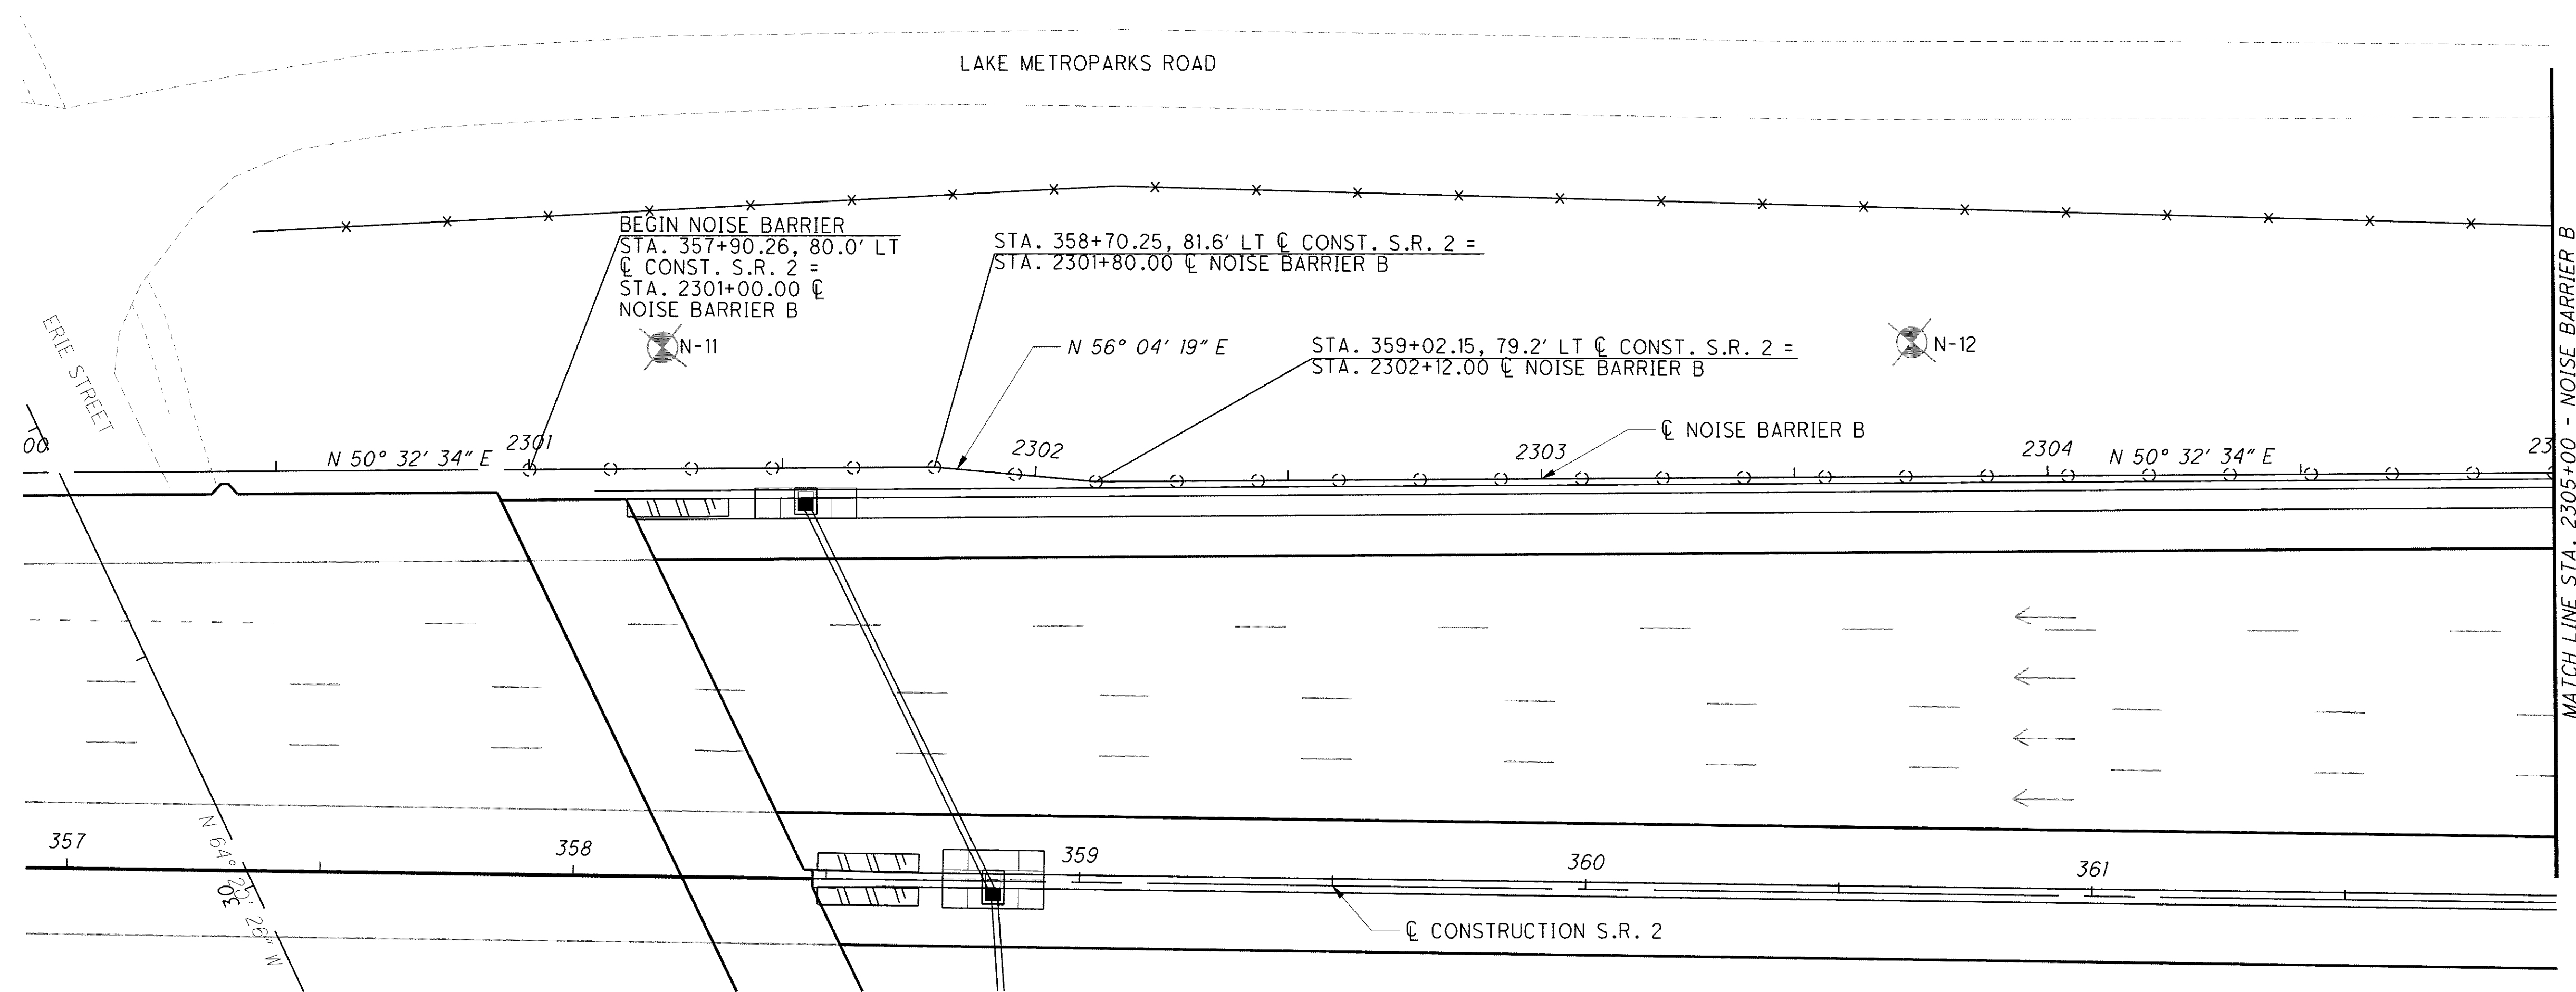 LAKE METROPARKS ROAD
BEGIN NOISE BARRIER
STA. 357+90.26, 80.0' LT
℄ CONST. S.R. 2 =
STA. 2301+00.00 ℄
NOISE BARRIER B
STA. 358+70.25, 81.6' LT ℄ CONST. S.R. 2 =
STA. 2301+80.00 ℄ NOISE BARRIER B
N-11
N 56° 04' 19" E
STA. 359+02.15, 79.2' LT ℄ CONST. S.R. 2 =
STA. 2302+12.00 ℄ NOISE BARRIER B
N-12
ERIE STREET
℄ NOISE BARRIER B
00
N 50° 32' 34" E
2301
2302
2303
2304
N 50° 32' 34" E
23
MATCH LINE STA. 2305+00 - NOISE BARRIER B
357
358
359
360
361
30
℄ CONSTRUCTION S.R. 2